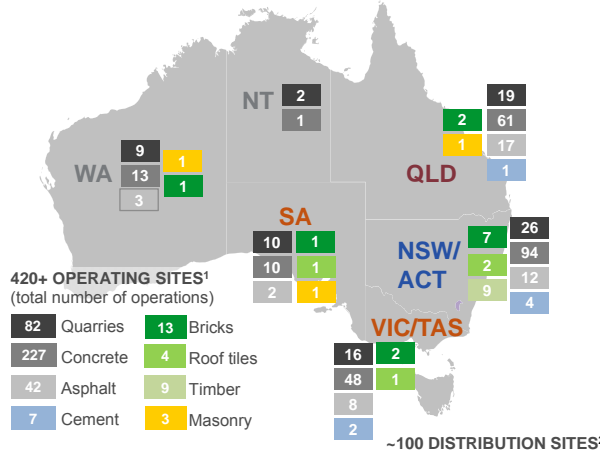 NT
2
1
19
61
17
1
2
1
QLD
WA
9
13
3
1
1
SA
10
10
2
1
1
1
NSW/
ACT
7
2
9
26
94
12
4
VIC/TAS
16
48
8
2
2
1
420+ OPERATING SITES¹
(total number of operations)
82 Quarries 13 Bricks
227 Concrete 4 Roof tiles
42 Asphalt 9 Timber
7 Cement 3 Masonry
~100 DISTRIBUTION SITES²